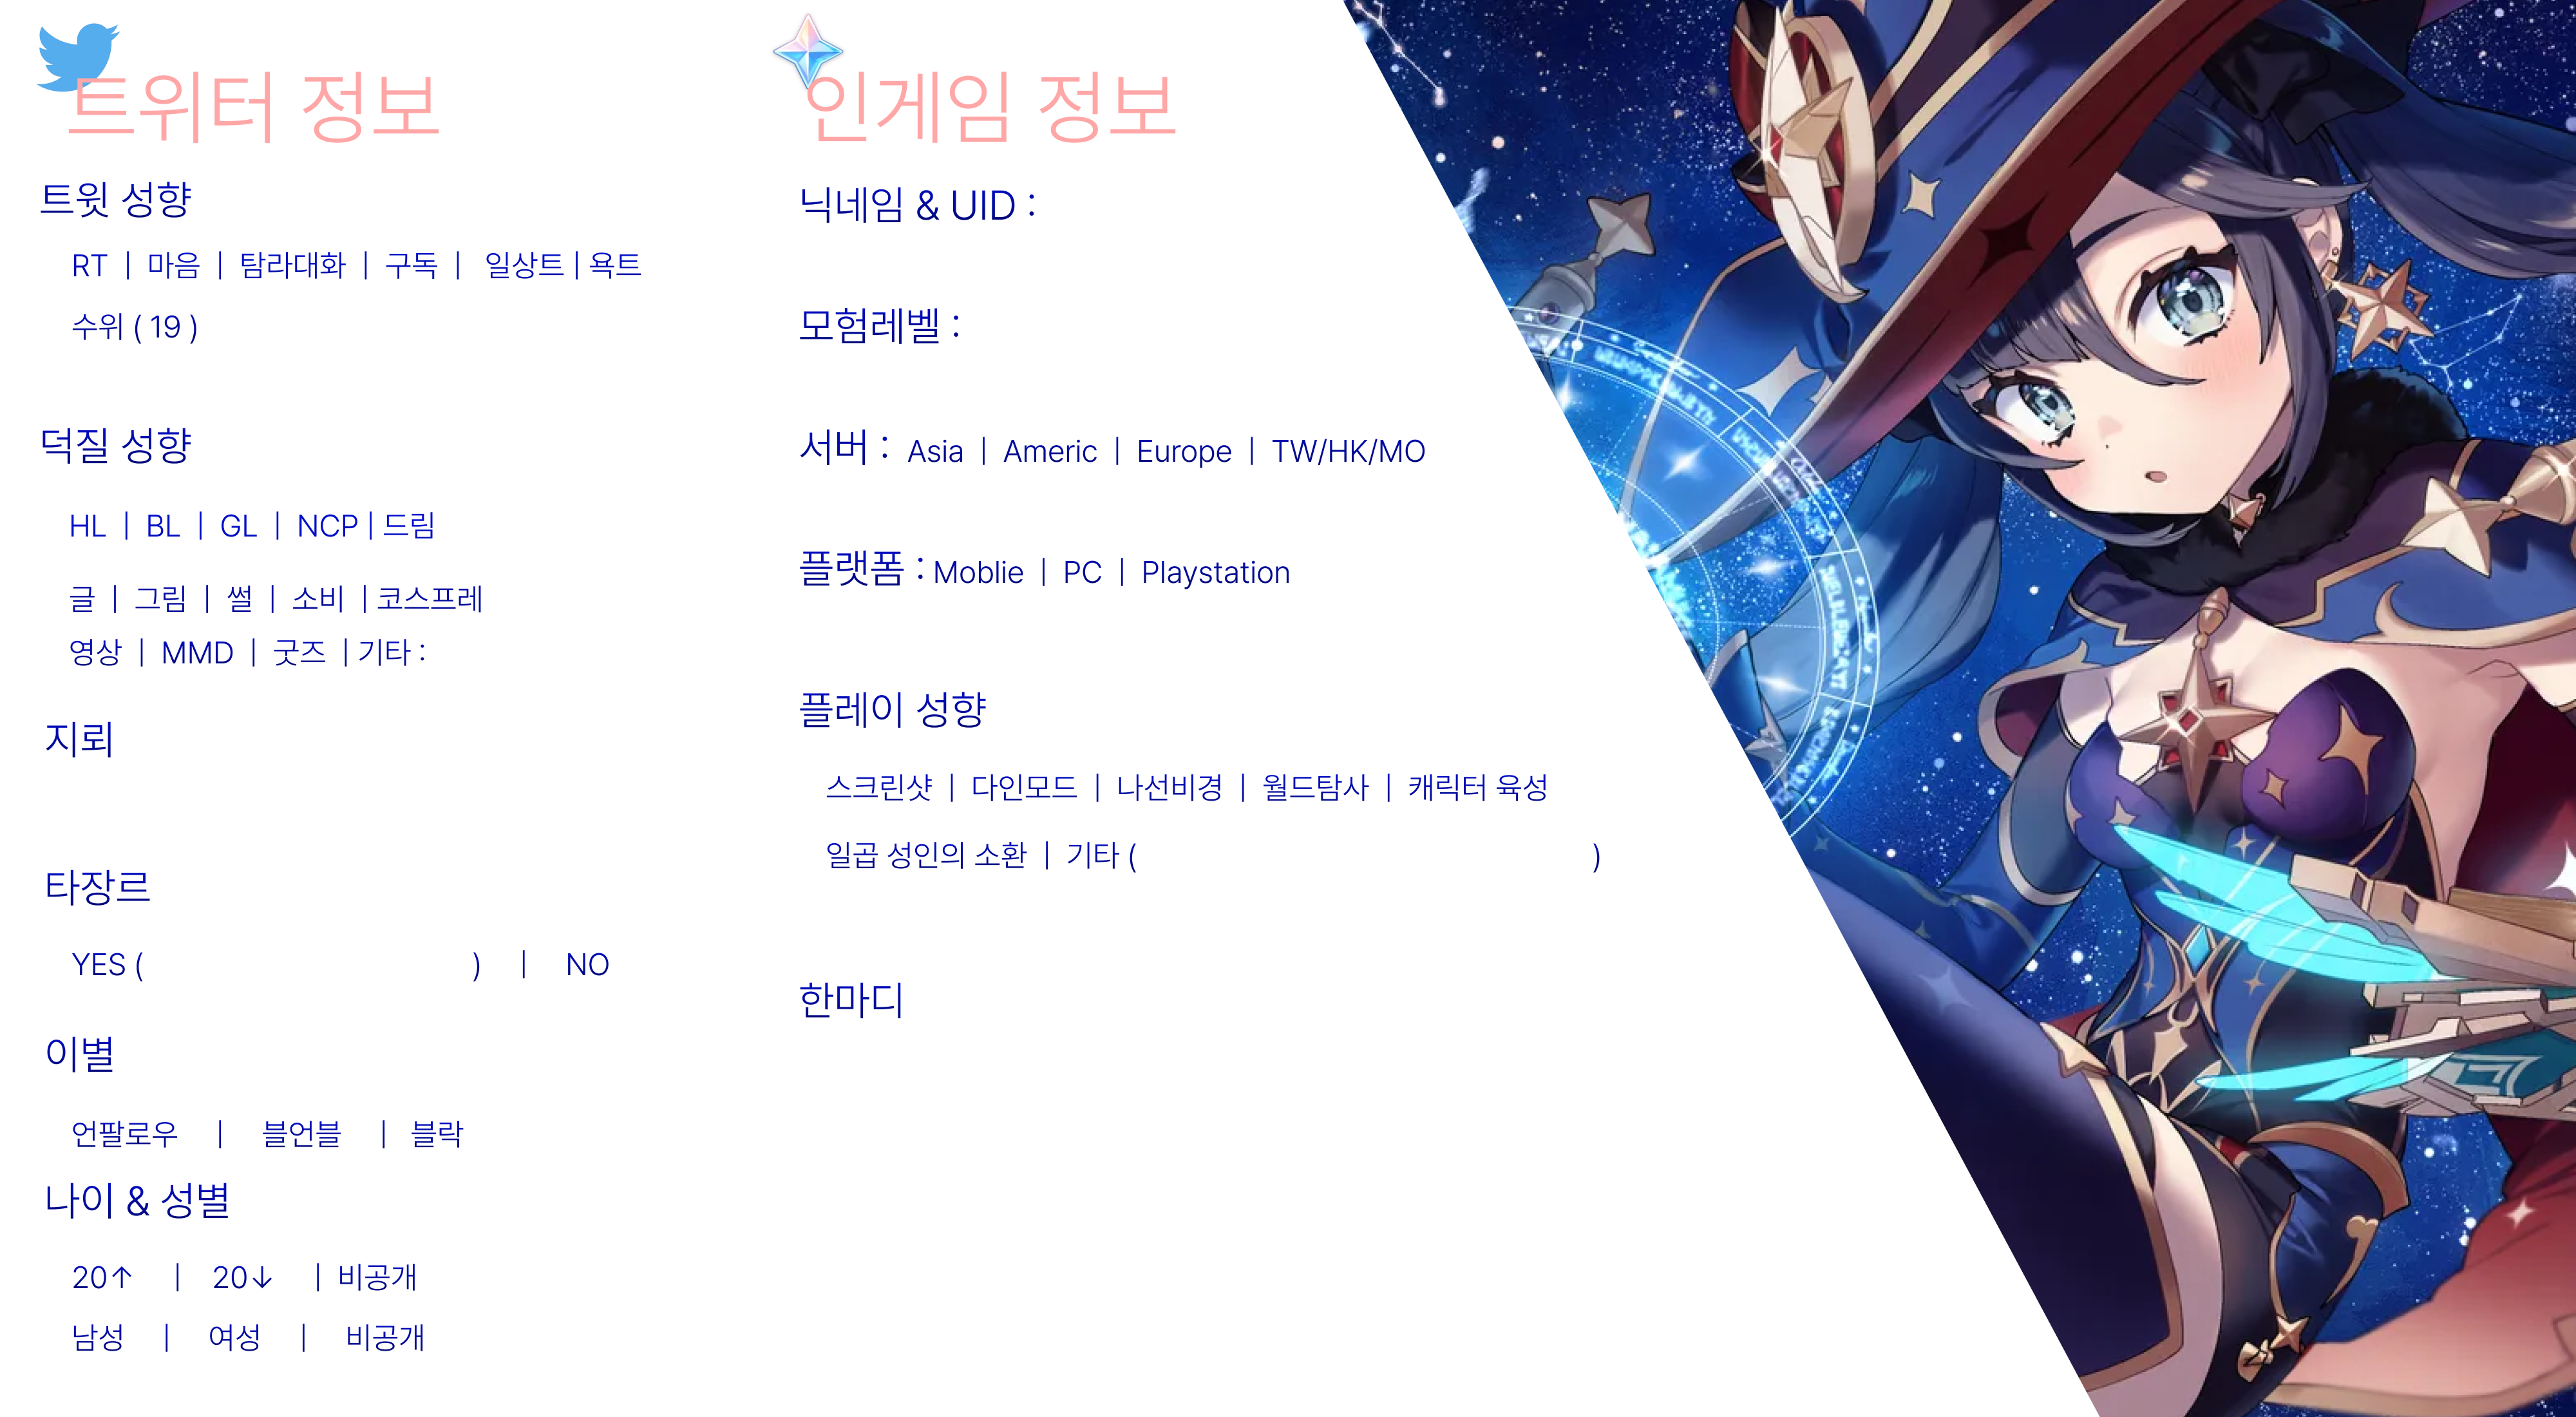 트위터 정보
트윗 성향
RT | 마음 | 탐라대화 | 구독 | 일상트 | 욕트
수위 ( 19 )
덕질 성향
HL | BL | GL | NCP | 드림
글 | 그림 | 썰 | 소비 | 코스프레
영상 | MMD | 굿즈 | 기타 :
지뢰
타장르
YES ( ) | NO
이별
언팔로우 | 블언블 | 블락
나이 & 성별
20↑ | 20↓ | 비공개
남성 | 여성 | 비공개
인게임 정보
닉네임 & UID :
모험레벨 :
서버 : Asia | Americ | Europe | TW/HK/MO
플랫폼 : Moblie | PC | Playstation
플레이 성향
스크린샷 | 다인모드 | 나선비경 | 월드탐사 | 캐릭터 육성
일곱 성인의 소환 | 기타 ( )
한마디